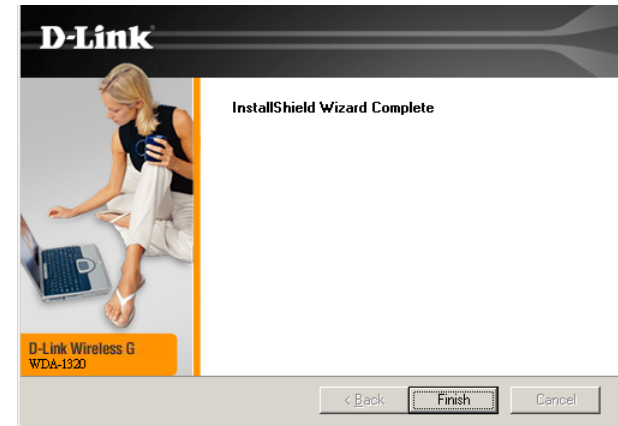 D-Link
InstallShield Wizard Complete
D-Link Wireless G
WDA-1320
< Back
Finish
Cancel